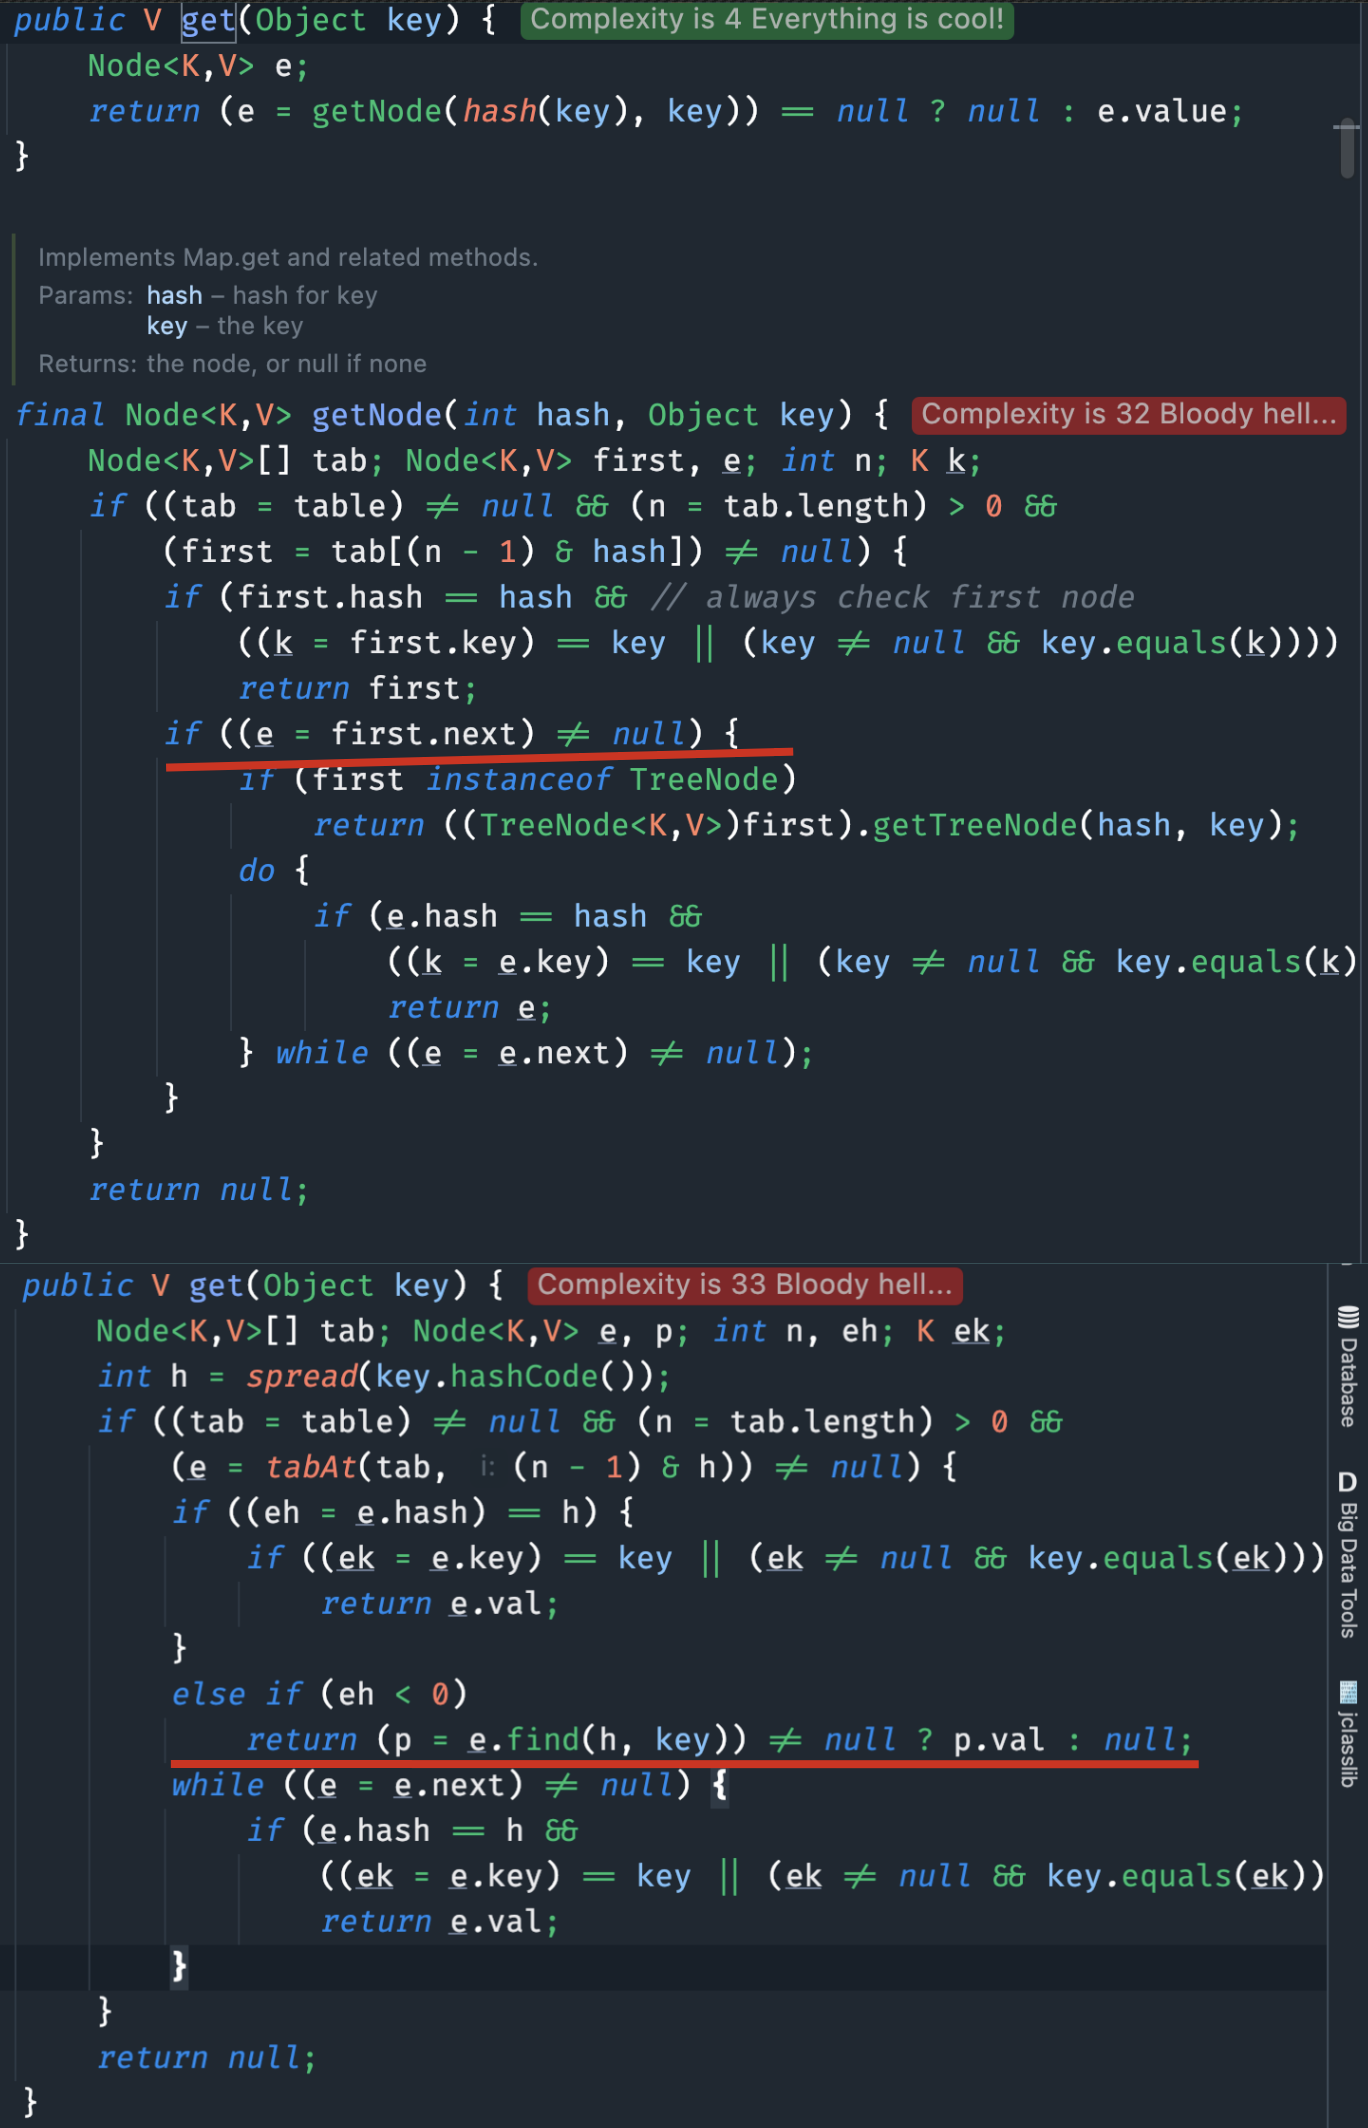 public V get(Object key) { Complexity is 4 Everything is cool!
Node<K,V> e;
return (e = getNode(hash(key), key)) == null ? null : e.value;
}
Implements Map.get and related methods.
Params: hash – hash for key
key – the key
Returns: the node, or null if none
final Node<K,V> getNode(int hash, Object key) { Complexity is 32 Bloody hell...
Node<K,V>[] tab; Node<K,V> first, e; int n; K k;
if ((tab = table) != null && (n = tab.length) > 0 &&
(first = tab[(n - 1) & hash]) != null) {
if (first.hash == hash && // always check first node
((k = first.key) == key || (key != null && key.equals(k))))
return first;
if ((e = first.next) != null) {
if (first instanceof TreeNode)
return ((TreeNode<K,V>)first).getTreeNode(hash, key);
do {
if (e.hash == hash &&
((k = e.key) == key || (key != null && key.equals(k)
return e;
} while ((e = e.next) != null);
}
}
return null;
}
public V get(Object key) { Complexity is 33 Bloody hell...
Node<K,V>[] tab; Node<K,V> e, p; int n, eh; K ek;
int h = spread(key.hashCode());
if ((tab = table) != null && (n = tab.length) > 0 &&
(e = tabAt(tab, i: (n - 1) & h)) != null) {
if ((eh = e.hash) == h) {
if ((ek = e.key) == key || (ek != null && key.equals(ek)))
return e.val;
}
else if (eh < 0)
return (p = e.find(h, key)) != null ? p.val : null;
while ((e = e.next) != null) {
if (e.hash == h &&
((ek = e.key) == key || (ek != null && key.equals(ek))
return e.val;
}
}
return null;
}
Database
D Big Data Tools
jclasslib